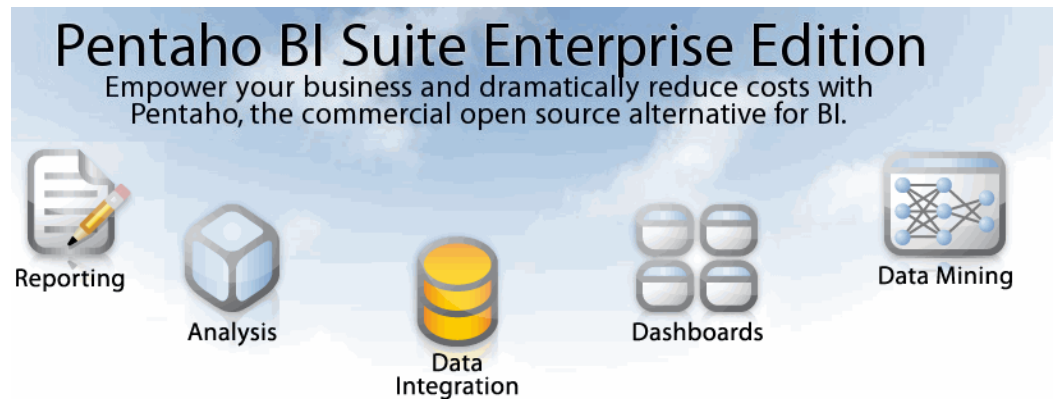 Pentaho BI Suite Enterprise Edition
Empower your business and dramatically reduce costs with
Pentaho, the commercial open source alternative for BI.
Reporting
Analysis
Data
Integration
Dashboards
Data Mining